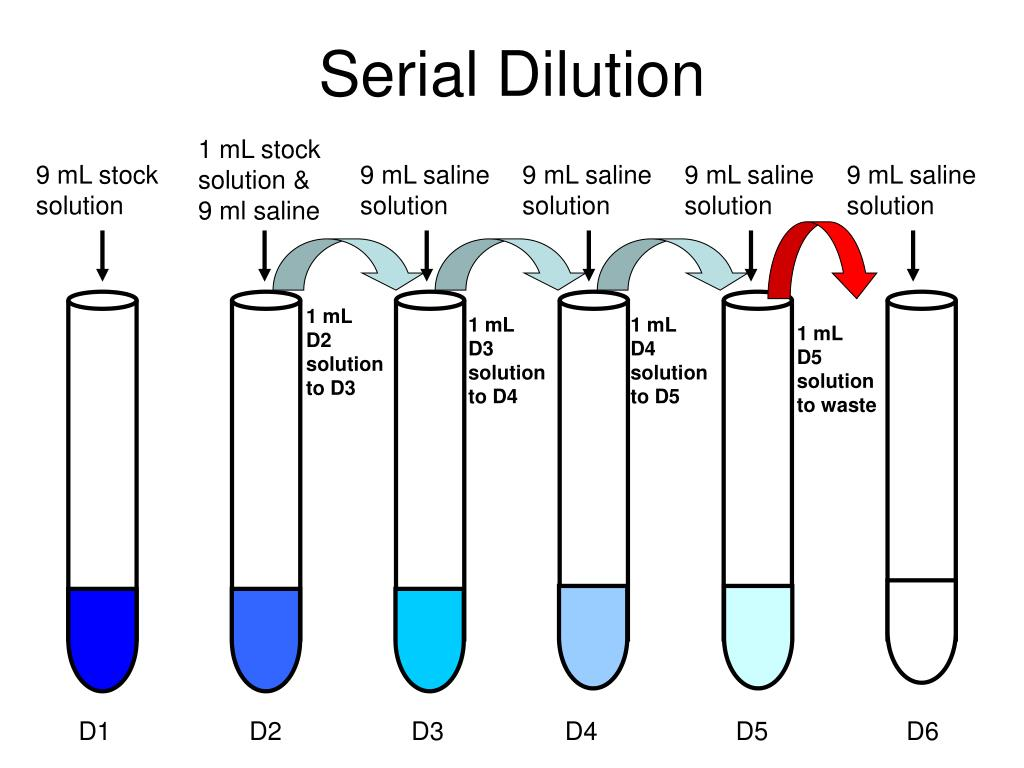 Serial Dilution
9 mL stock
solution
1 mL stock
solution &
9 ml saline
9 mL saline
solution
9 mL saline
solution
9 mL saline
solution
9 mL saline
solution
1 mL
D2
solution
to D3
1 mL
D3
solution
to D4
1 mL
D4
solution
to D5
1 mL
D5
solution
to waste
D1
D2
D3
D4
D5
D6